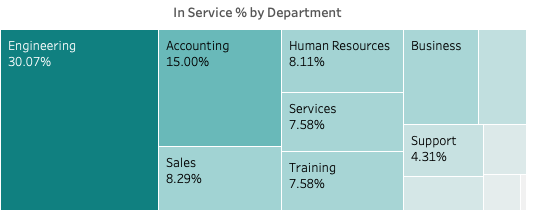 In Service % by Department
Engineering
30.07%
Accounting
15.00%
Sales
8.29%
Human Resources
8.11%
Services
7.58%
Training
7.58%
Business
Support
4.31%